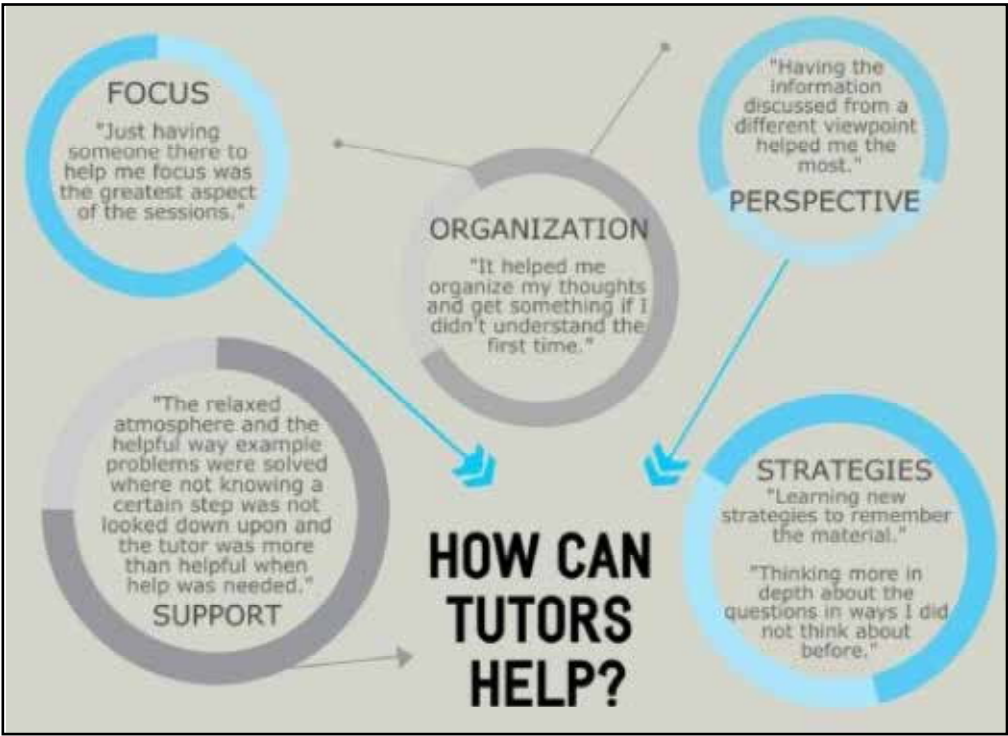 FOCUS
"Just having
someone there to
help me focus was
the greatest aspect
of the sessions."
"Having the
information
discussed from a
different viewpoint
helped me the
most."
PERSPECTIVE
ORGANIZATION
"It helped me
organize my thoughts
and get something if I
didn't understand the
first time."
"The relaxed
atmosphere and the
helpful way example
problems were solved
where not knowing a
certain step was not
looked down upon and
the tutor was more
than helpful when
help was needed."
SUPPORT
STRATEGIES
"Learning new
strategies to remember
the material."
"Thinking more in
depth about the
questions in ways I did
not think about
before."
HOW CAN
TUTORS
HELP?